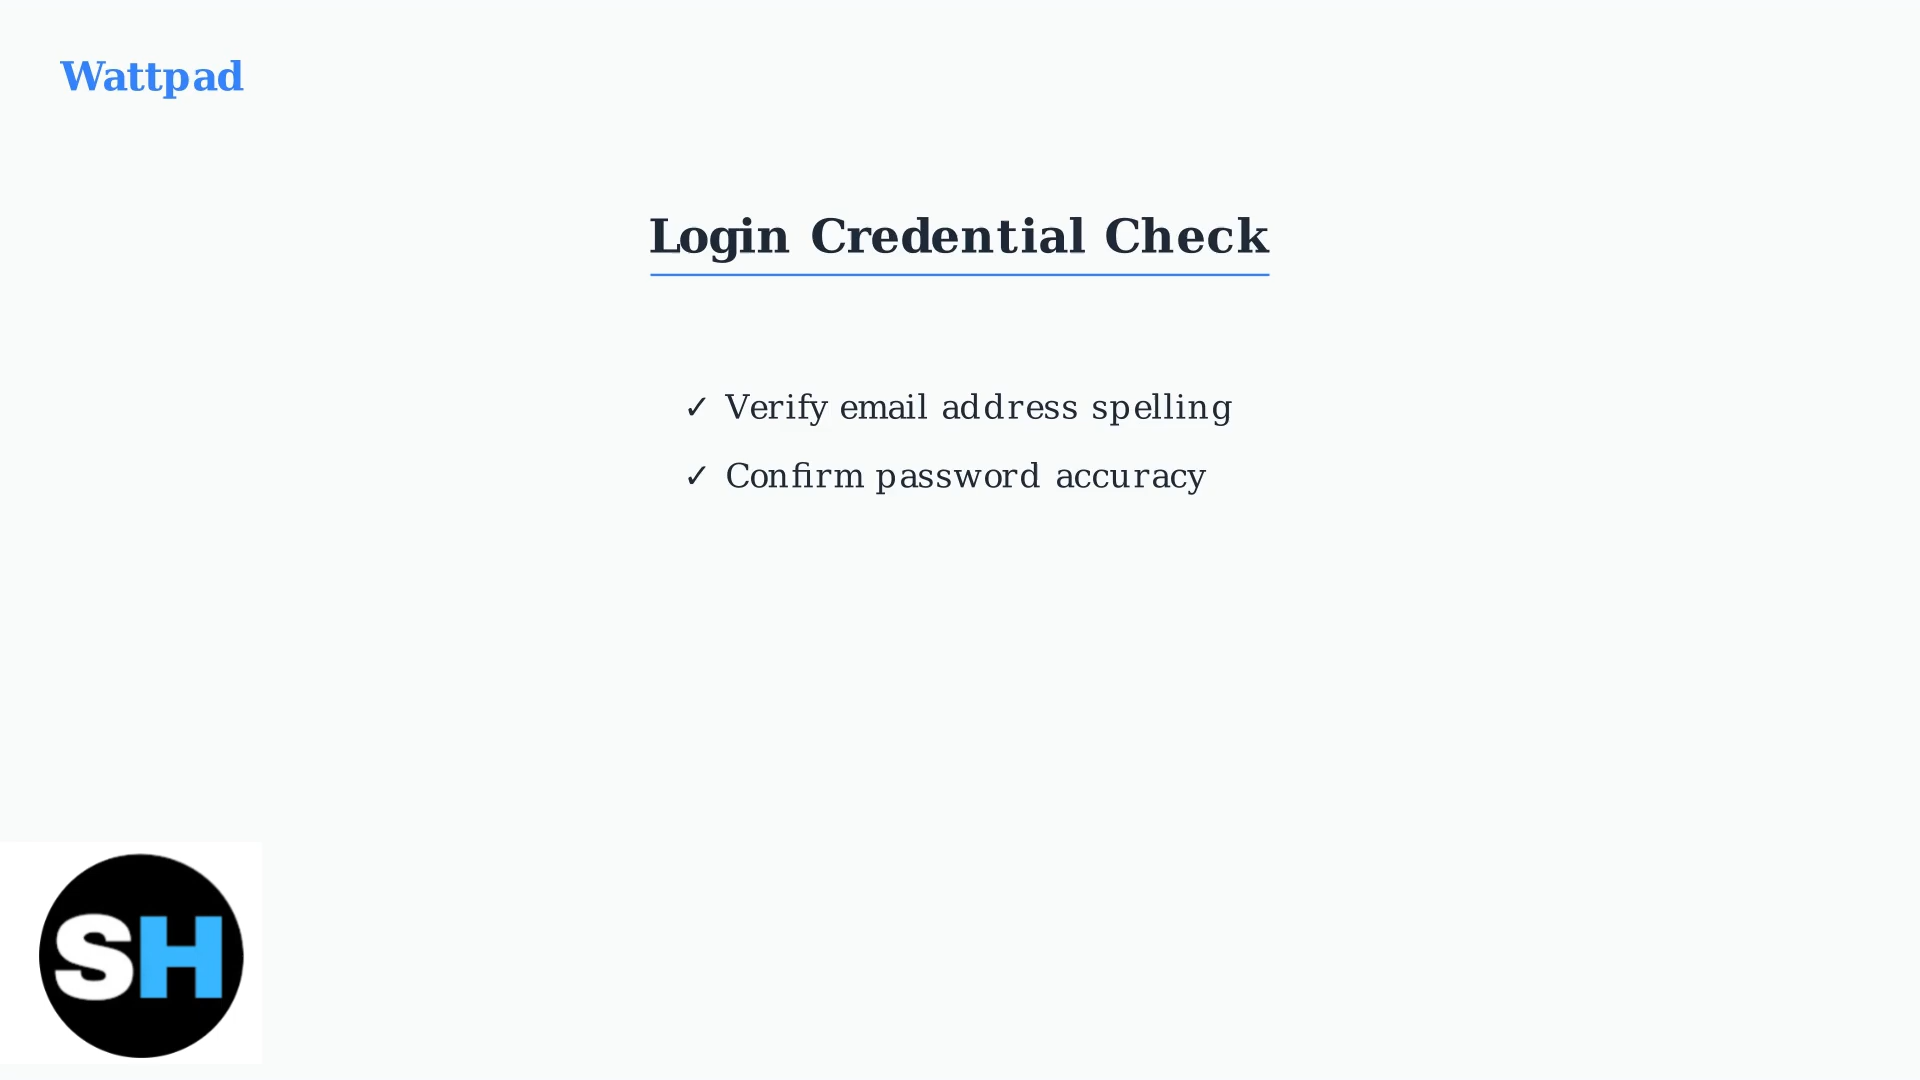 Wattpad
Login Credential Check
✓ Verify email address spelling
✓ Confirm password accuracy
SH